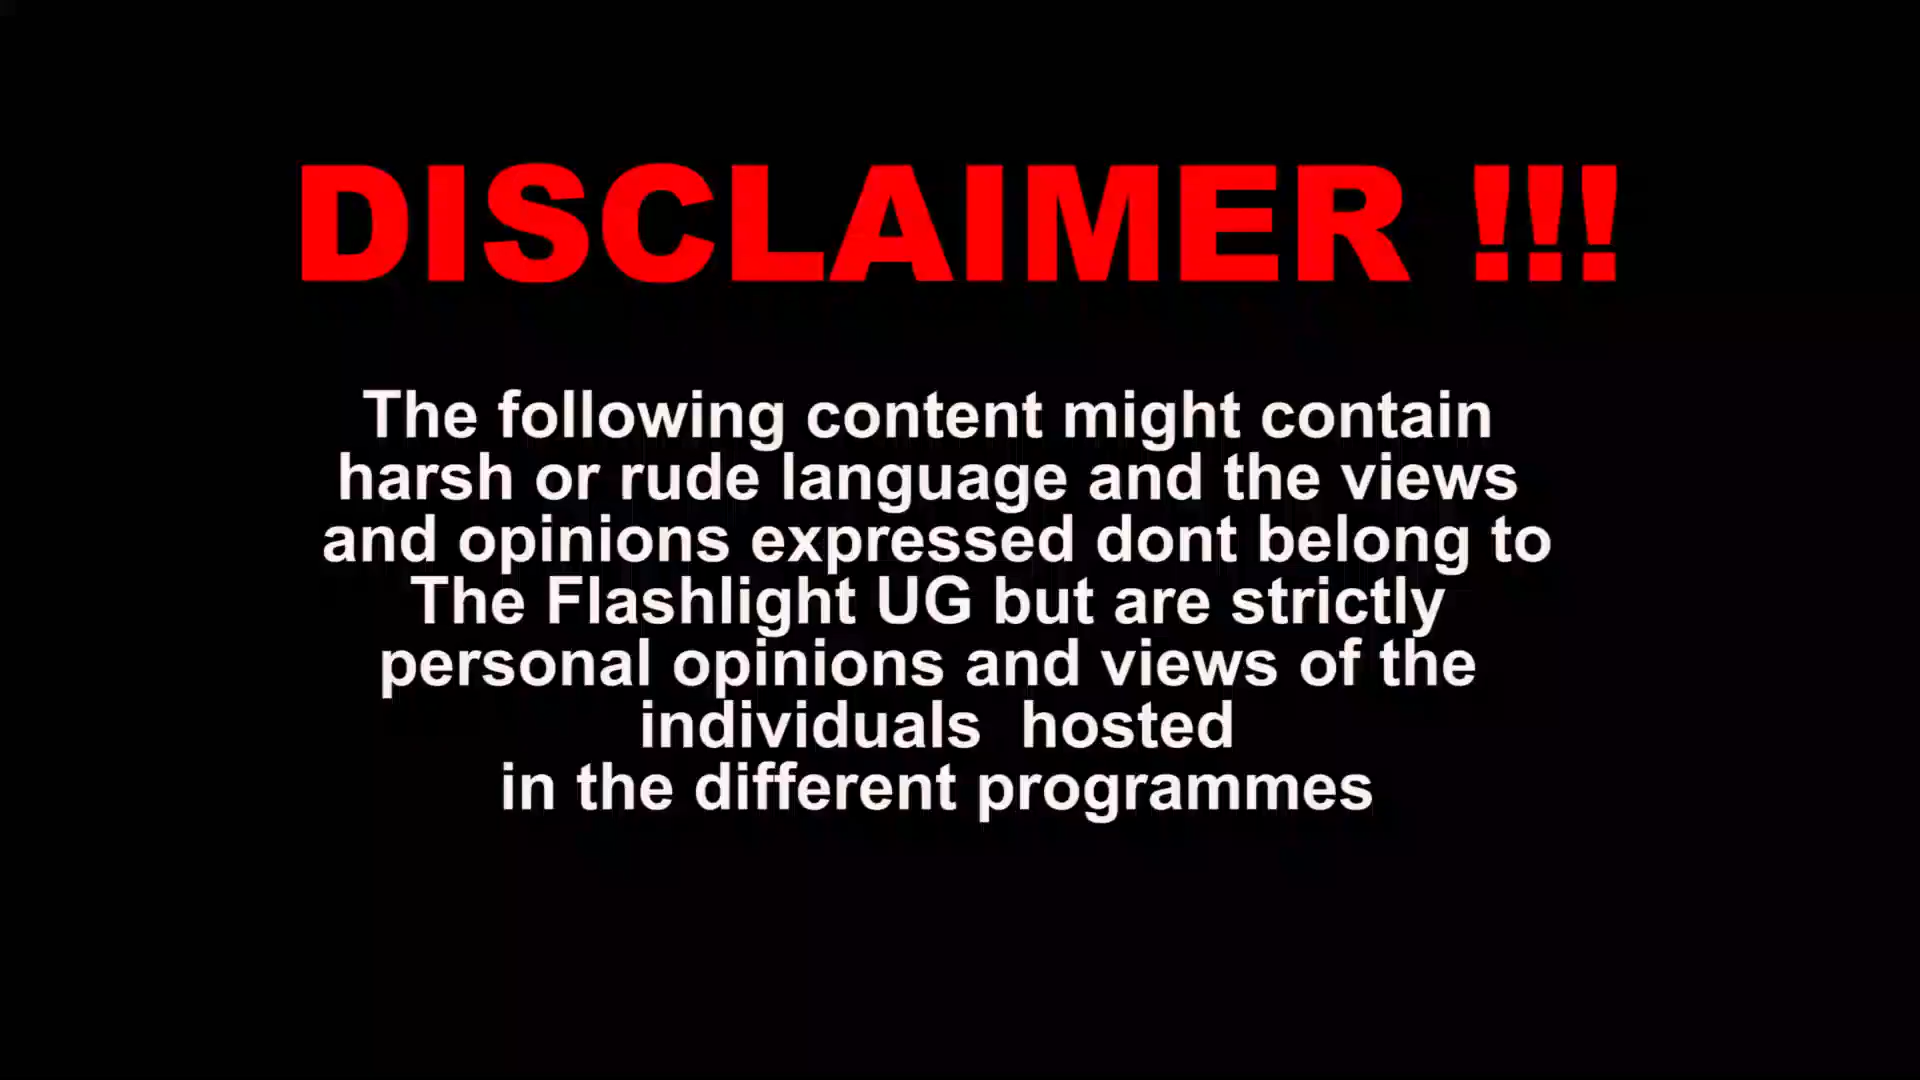 DISCLAIMER !!!
The following content might contain
harsh or rude language and the views
and opinions expressed dont belong to
The Flashlight UG but are strictly
personal opinions and views of the
individuals  hosted
in the different programmes